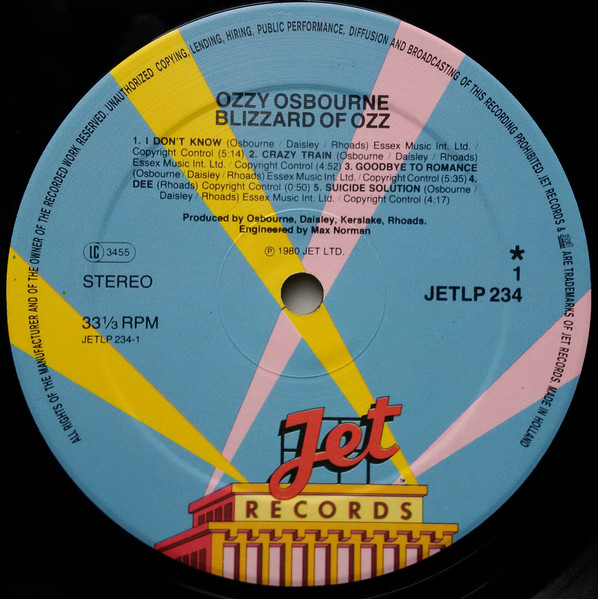 ALL RIGHTS OF THE MANUFACTURER AND OF THE OWNER OF THE RECORDED WORK RESERVED. UNAUTHORIZED COPYING, LENDING, HIRING, PUBLIC PERFORMANCE, DIFFUSION AND BROADCASTING OF THIS RECORDING PROHIBITED. JET RECORDS & ARE TRADEMARKS OF JET RECORDS. MADE IN HOLLAND
OZZY OSBOURNE
BLIZZARD OF OZZ
1. I DON'T KNOW (Osbourne / Daisley / Rhoads) Essex Music Int. Ltd. /
Copyright Control (5:14) 2. CRAZY TRAIN (Osbourne / Daisley / Rhoads) Essex
Music Int. Ltd. / Copyright Control (4:52) 3. GOODBYE TO ROMANCE
(Osbourne / Daisley / Rhoads) Essex Music Int. Ltd. / Copyright Control (5:35) 4.
DEE (Rhoads) Essex Music Int. Ltd. (0:50) 5. SUICIDE SOLUTION (Osbourne /
Daisley / Rhoads) Essex Music Int. Ltd. / Copyright Control (4:17)
Produced by Osbourne, Daisley, Kerslake, Rhoads.
Engineered by Max Norman
LC 3455
℗ 1980 JET LTD.
*
STEREO
1
JETLP 234
33⅓ RPM
JETLP 234-1
Jet
TM
RECORDS